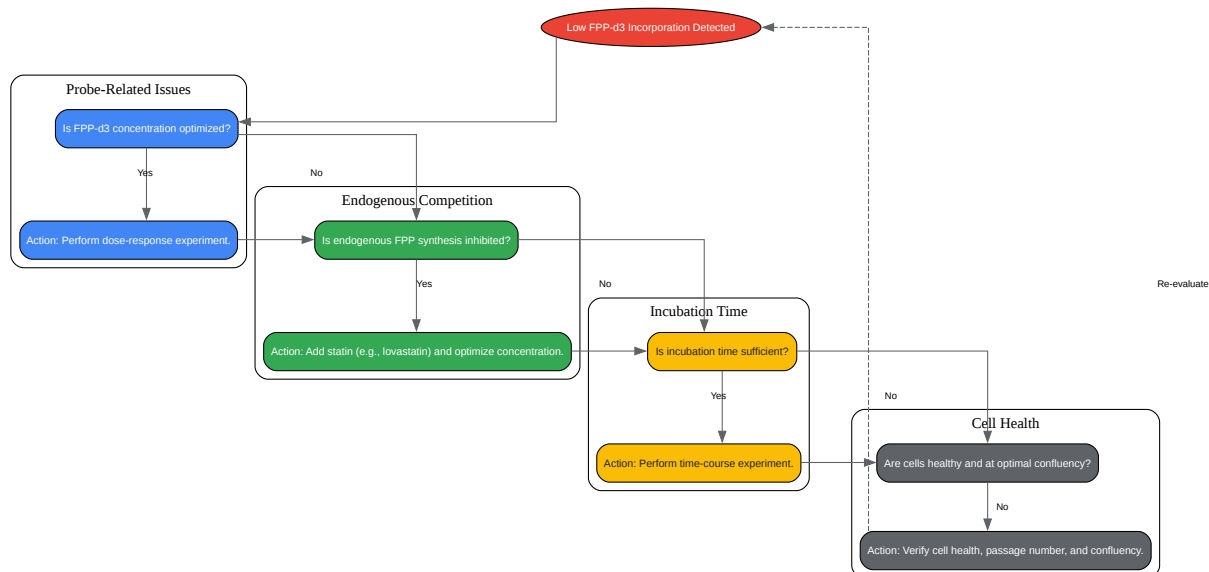 Low FPP-d3 Incorporation Detected
Probe-Related Issues
Is FPP-d3 concentration optimized?
Yes
No
Action: Perform dose-response experiment.
Endogenous Competition
Is endogenous FPP synthesis inhibited?
Yes
No
Re-evaluate
Action: Add statin (e.g., lovastatin) and optimize concentration.
Incubation Time
Is incubation time sufficient?
Yes
No
Action: Perform time-course experiment.
Cell Health
Are cells healthy and at optimal confluency?
No
Action: Verify cell health, passage number, and confluency.